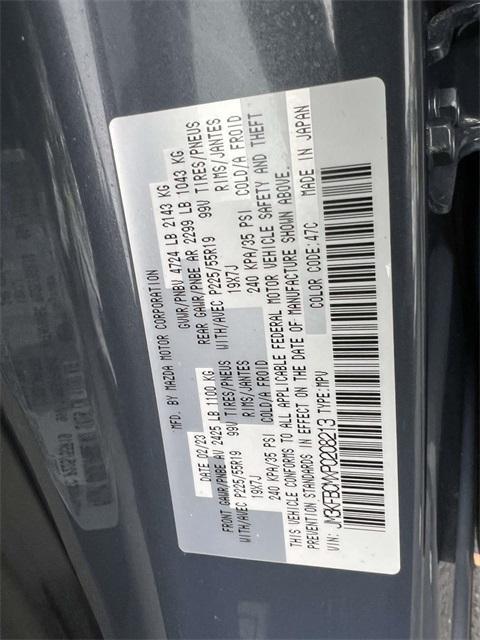 MFD. BY MAZDA MOTOR CORPORATION
DATE 02/23 GVWR/PNBV 4724 LB 2143 KG
FRONT GAWR/PNBE AV 2425 LB 1100 KG REAR GAWR/PNBE AR 2299 LB 1043 KG
99V TIRES/PNEUS 99V TIRES/PNEUS
WITH/AVEC P225/55R19 WITH/AVEC P225/55R19
19X7J RIMS/JANTES 19X7J RIMS/JANTES
240 KPA/35 PSI COLD/A FROID 240 KPA/35 PSI COLD/A FROID
THIS VEHICLE CONFORMS TO ALL APPLICABLE FEDERAL MOTOR VEHICLE SAFETY AND THEFT
PREVENTION STANDARDS IN EFFECT ON THE DATE OF MANUFACTURE SHOWN ABOVE.
COLOR CODE: 47C MADE IN JAPAN
VIN: TYPE: MPV